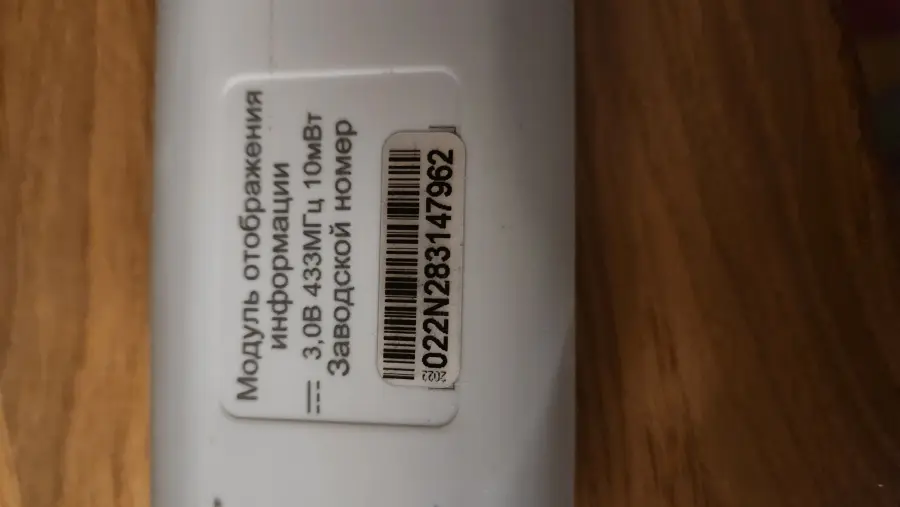 Модуль отображения
информации
3,0В 433МГц 10мВт
Заводской номер
2022
022N283147962